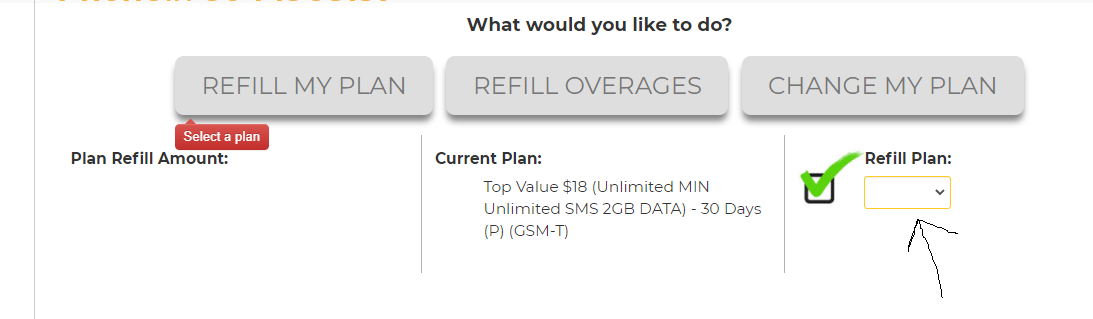 What would you like to do?
REFILL MY PLAN
REFILL OVERAGES
CHANGE MY PLAN
Select a plan
Plan Refill Amount:
Current Plan:
Top Value $18 (Unlimited MIN
Unlimited SMS 2GB DATA) - 30 Days
(P) (GSM-T)
Refill Plan: